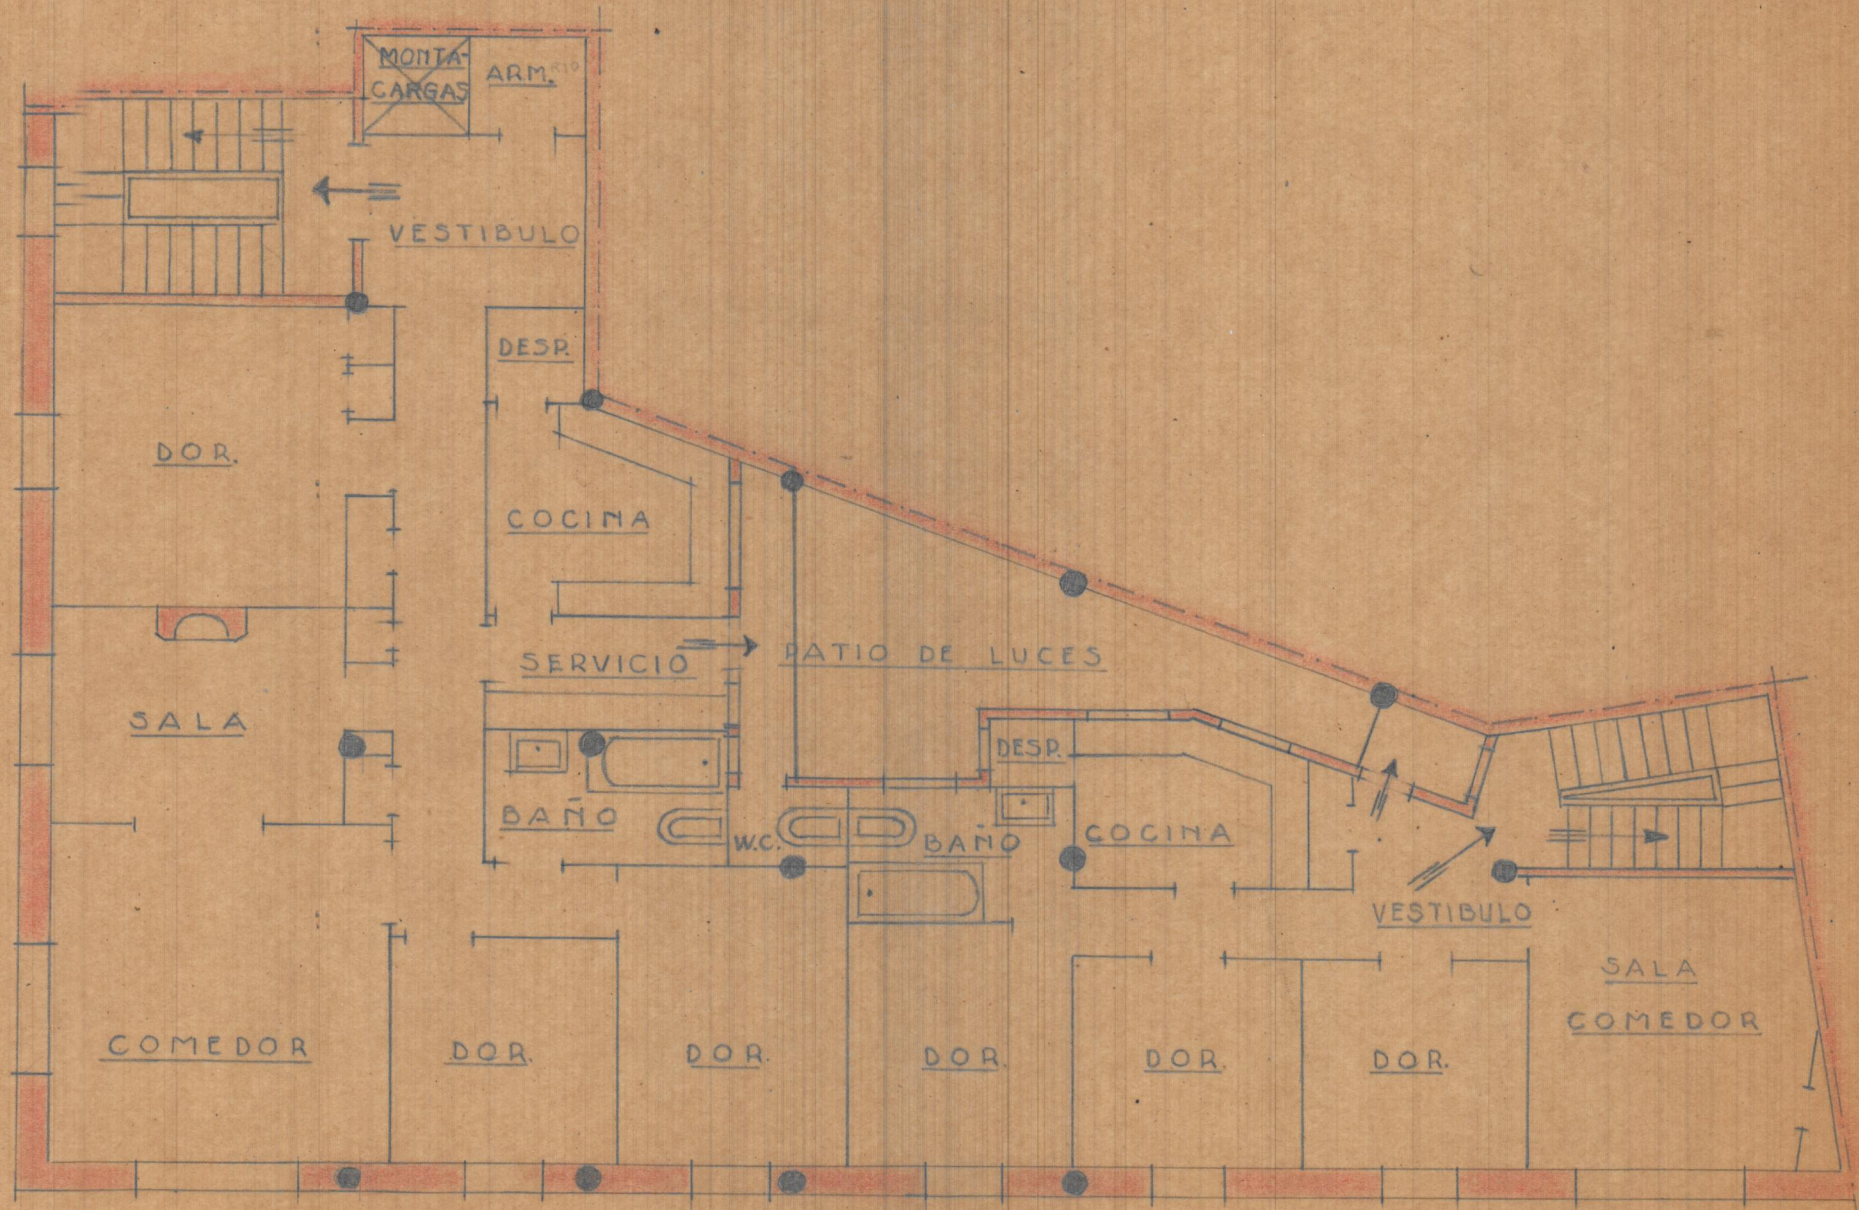 MONTA-
CARGAS
ARM.RIO
VESTIBULO
DESP.
DOR.
COCINA
SERVICIO
PATIO DE LUCES
SALA
DESP.
BAÑO
W.C.
BAÑO
COCINA
VESTIBULO
SALA
COMEDOR
COMEDOR
DOR.
DOR.
DOR.
DOR.
DOR.